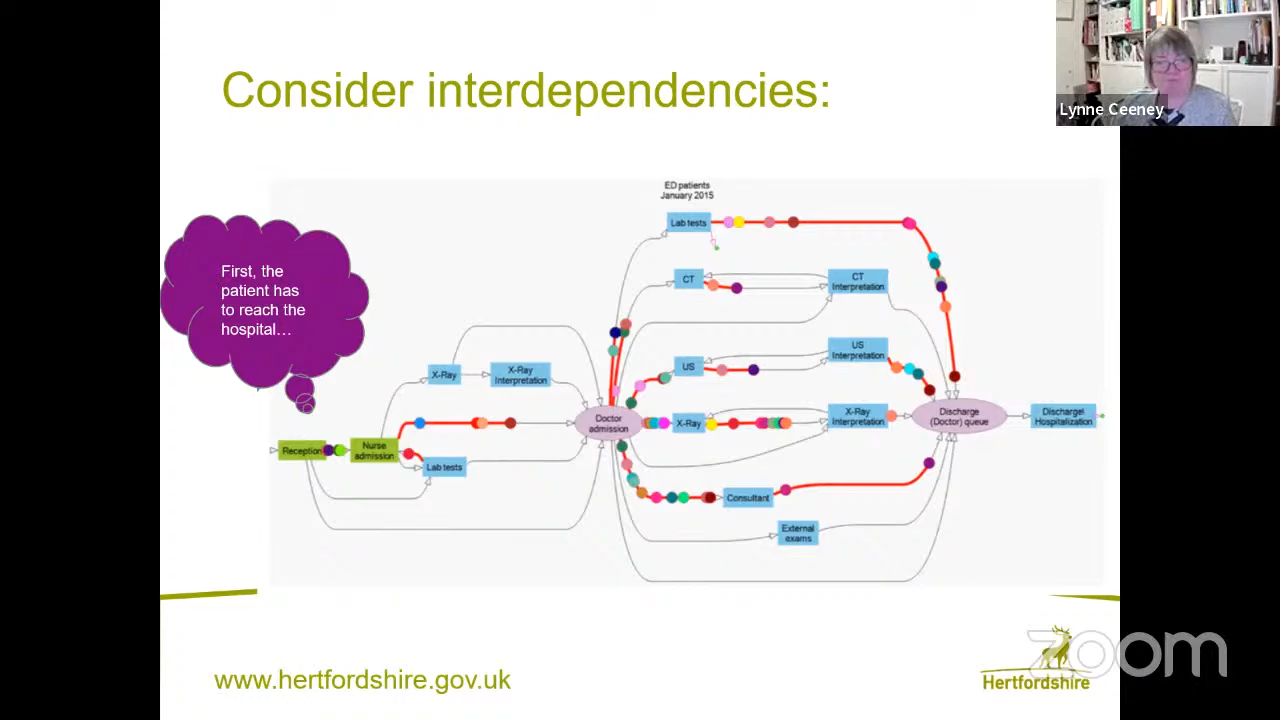 Consider interdependencies:
Lynne Ceeney
First, the
patient has
to reach the
hospital…
ED patients
January 2015
Lab tests
CT
CT
Interpretation
US
US
Interpretation
X-Ray
X-Ray
Interpretation
Doctor
admission
X-Ray
X-Ray
Interpretation
Discharge
(Doctor) queue
Discharge\
Hospitalization
Reception
Nurse
admission
Lab tests
Consultant
External
exams
zoom
www.hertfordshire.gov.uk
Hertfordshire